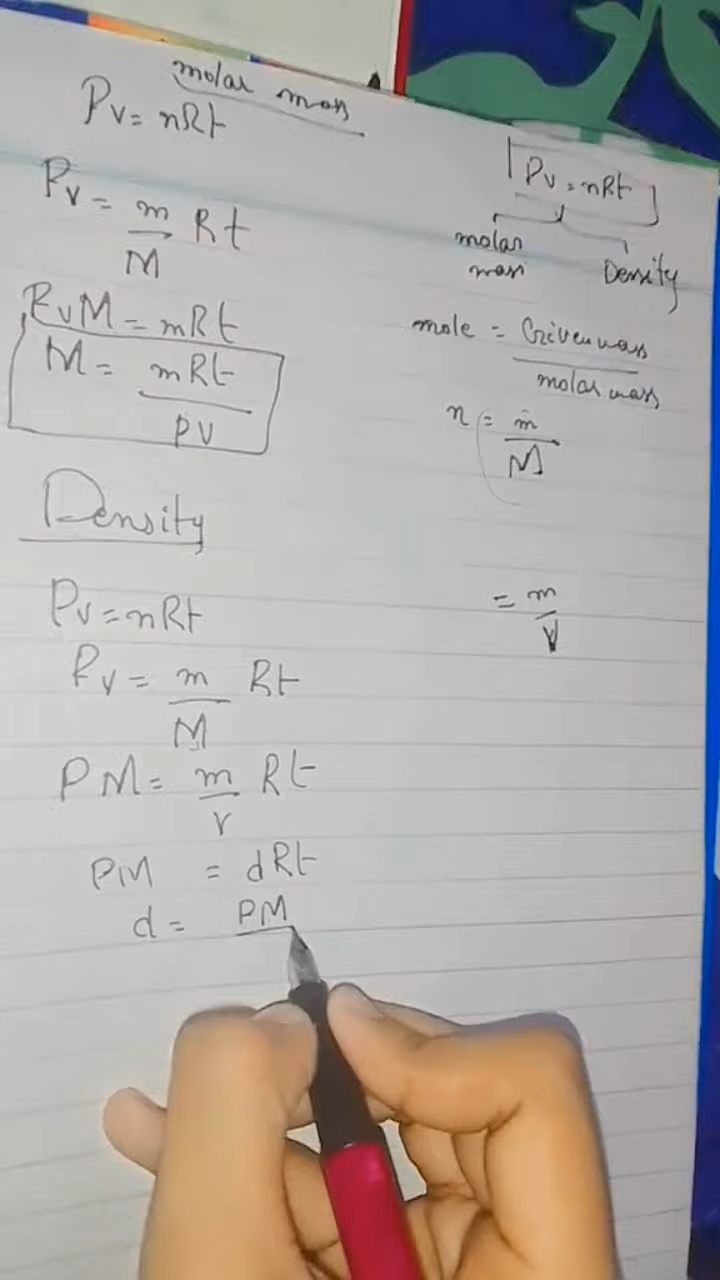 molar mass
Pv = nRt
Pv = m/M Rt
PvM = mRt
M = mRt/PV
Density
Pv = nRt
Pv = m/M Rt
PM = m/V Rt
PM = dRt
d = PM
Pv = nRt
molar mass
Density
mole = Given mass/molar mass
n = m/M
= m/V